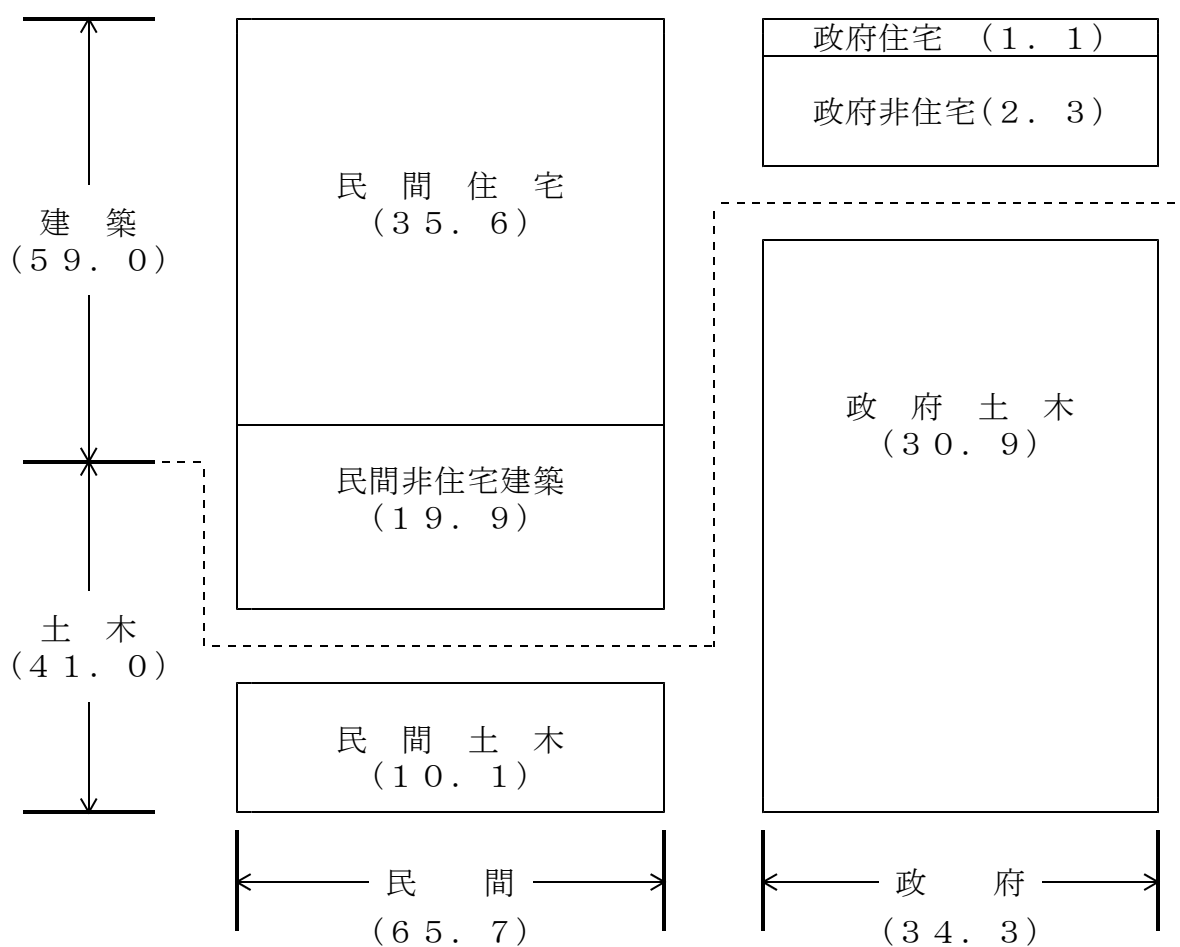 政府住宅　（１．１）
政府非住宅（２．３）
民　間　住　宅
（３５．６）
建　築
（５９．０）
政　府　土　木
（３０．９）
民間非住宅建築
（１９．９）
土　木
（４１．０）
民　間　土　木
（１０．１）
民　　間
（６５．７）
政　　府
（３４．３）